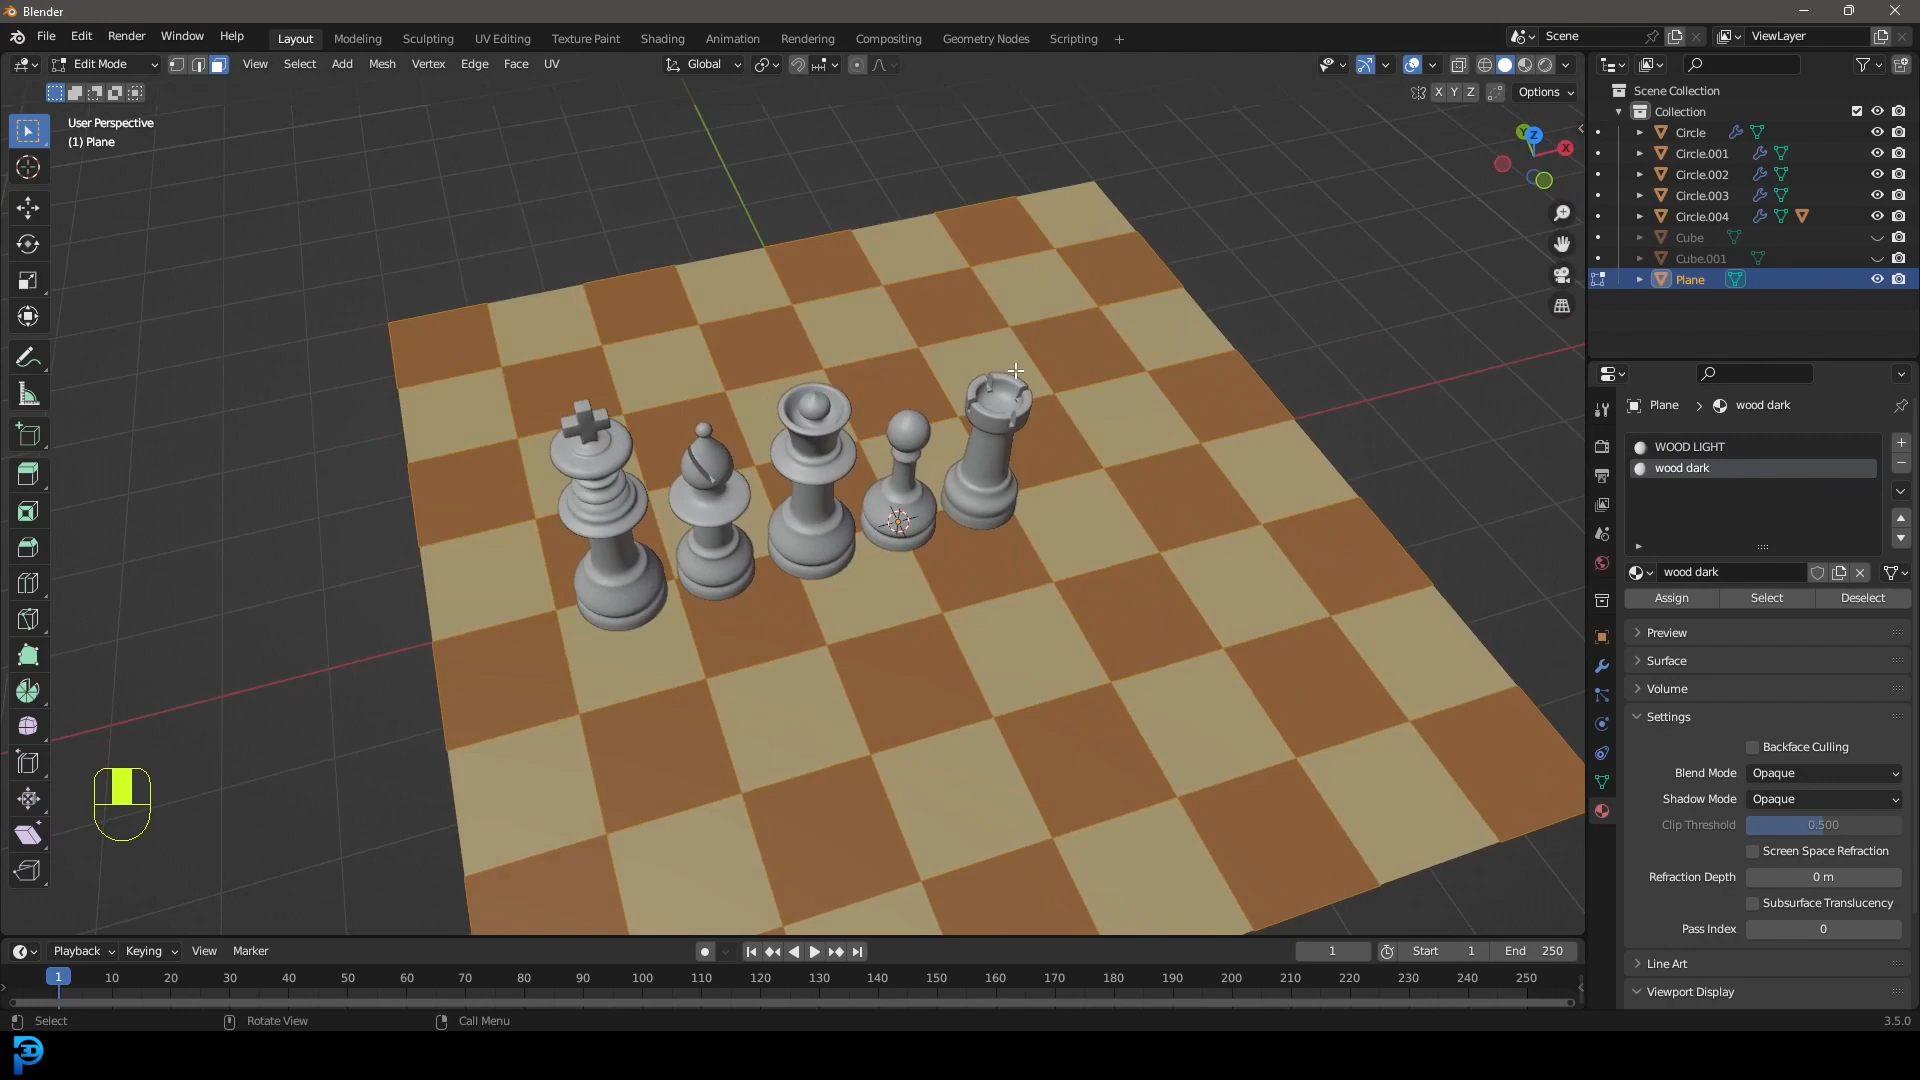 Blender
File Edit Render Window Help Layout Modeling Sculpting UV Editing Texture Paint Shading Animation Rendering Compositing Geometry Nodes Scripting + Scene ViewLayer
Edit Mode View Select Add Mesh Vertex Edge Face UV Global
X Y Z Options
User Perspective
(1) Plane
Y Z X
Scene Collection
Collection
Circle
Circle.001
Circle.002
Circle.003
Circle.004
Cube
Cube.001
Plane
Plane > wood dark
WOOD LIGHT
wood dark
wood dark
Assign Select Deselect
Preview
Surface
Volume
Settings
Backface Culling
Blend Mode Opaque
Shadow Mode Opaque
Clip Threshold 0.500
Screen Space Refraction
Refraction Depth 0 m
Subsurface Translucency
Pass Index 0
Line Art
Viewport Display
Playback Keying View Marker 1 Start 1 End 250
1 10 20 30 40 50 60 70 80 90 100 110 120 130 140 150 160 170 180 190 200 210 220 230 240 250
Select Rotate View Call Menu 3.5.0